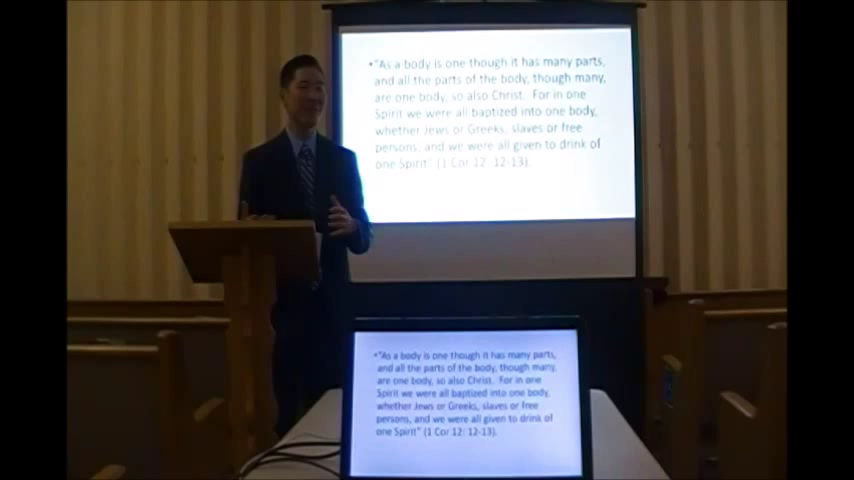 •"As a body is one though it has many parts,
and all the parts of the body, though many,
are one body, so also Christ. For in one
Spirit we were all baptized into one body,
whether Jews or Greeks, slaves or free
persons, and we were all given to drink of
one Spirit" (1 Cor 12: 12-13).
•"As a body is one though it has many parts,
and all the parts of the body, though many,
are one body, so also Christ. For in one
Spirit we were all baptized into one body,
whether Jews or Greeks, slaves or free
persons, and we were all given to drink of
one Spirit" (1 Cor 12: 12-13).